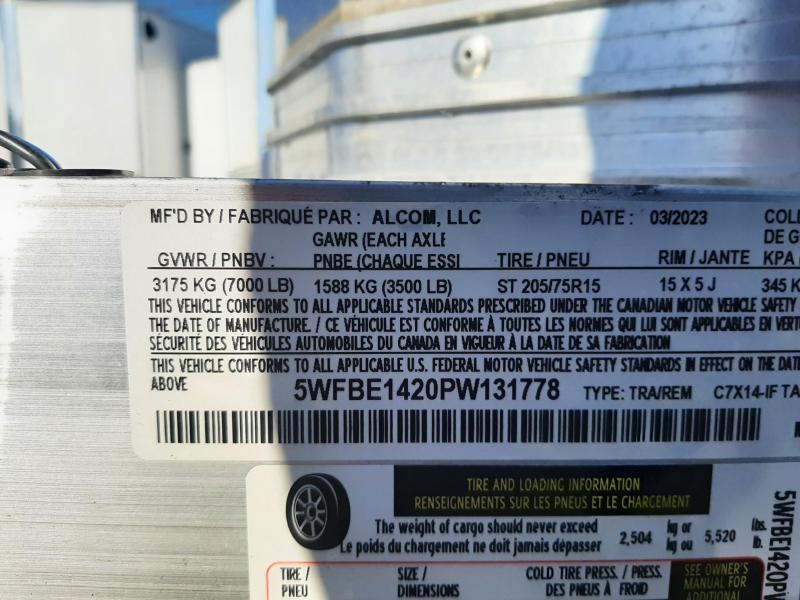 MF'D BY / FABRIQUÉ PAR : ALCOM, LLC DATE : 03/2023 COL
GAWR (EACH AXLE DE G
GVWR / PNBV : PNBE (CHAQUE ESSI TIRE / PNEU RIM / JANTE KPA
3175 KG (7000 LB) 1588 KG (3500 LB) ST 205/75R15 15 X 5 J 345 K
THIS VEHICLE CONFORMS TO ALL APPLICABLE STANDARDS PRESCRIBED UNDER THE CANADIAN MOTOR VEHICLE SAFETY
THE DATE OF MANUFACTURE. / CE VÉHICULE EST CONFORME À TOUTES LES NORMES QUI LUI SONT APPLICABLES EN VERT
SÉCURITÉ DES VÉHICULES AUTOMOBILES DU CANADA EN VIGUEUR À LA DATE DE SA FABRICATION
THIS VEHICLE CONFORMS TO ALL APPLICABLE U.S. FEDERAL MOTOR VEHICLE SAFETY STANDARDS IN EFFECT ON THE DA
ABOVE 5WFBE1420PW131778 TYPE: TRA/REM C7X14-IF TA
TIRE AND LOADING INFORMATION
RENSEIGNEMENTS SUR LES PNEUS ET LE CHARGEMENT
The weight of cargo should never exceed kg or lbs.
Le poids du chargement ne doit jamais dépasser 2,504 kg ou 5,520 lb.
TIRE / SIZE / COLD TIRE PRESS. / PRESS. SEE OWNER'S
PNEU DIMENSIONS DES PNEUS À FROID MANUAL FOR
ADDITIONAL
5WFBE1420PW